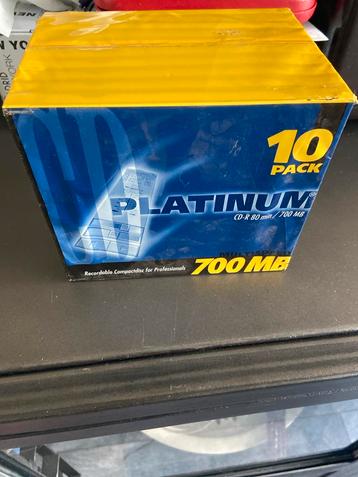 10
PACK
PLATINUM
CD-R 80 min / 700 MB
Recordable Compactdisc for Professionals
700 MB